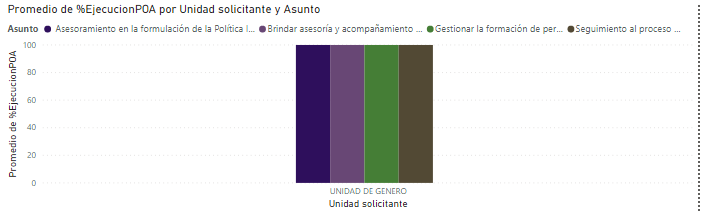 Promedio de %EjecucionPOA por Unidad solicitante y Asunto
Asunto Asesoramiento en la formulación de la Política I... Brindar asesoría y acompañamiento ... Gestionar la formación de per... Seguimiento al proceso ...
Promedio de %EjecucionPOA
100
80
60
40
20
0
UNIDAD DE GENERO
Unidad solicitante